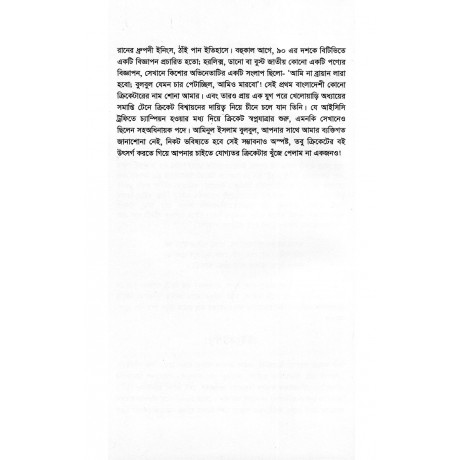 রানের ধ্রুপদী ইনিংস, ঠাঁই পান ইতিহাসে। বহুকাল আগে, ৯০ এর দশকে বিটিভিতে
একটি বিজ্ঞাপন প্রচারিত হতো; হরলিক্স, ভানো বা বুস্ট জাতীয় কোনো একটি পণ্যের
বিজ্ঞাপন, সেখানে কিশোর অভিনেতাটির একটি সংলাপ ছিলো- 'আমি না ব্রায়ান লারা
হবো; বুলবুল যেমন চার পেটাচ্ছিল, আমিও মারবো'! সেই প্রথম বাংলাদেশী কোনো
ক্রিকেটারের নাম শোনা আমার। এবং তারও প্রায় এক যুগ পরে খেলোয়াড়ি অধ্যায়ের
সমাপ্তি টেনে ক্রিকেট বিশ্বায়নের দায়িত্ব নিয়ে চীনে চলে যান তিনি। যে আইসিসি
ট্রফিতে চ্যাম্পিয়ন হওয়ার মধ্য দিয়ে ক্রিকেট স্বপ্নযাত্রার শুরু, এমনকি সেখানেও
ছিলেন সহঅধিনায়ক পদে। আমিনুল ইসলাম বুলবুল, আপনার সাথে আমার ব্যক্তিগত
জানাশোনা নেই, নিকট ভবিষ্যতে হবে সেই সম্ভাবনাও অস্পষ্ট, তবু ক্রিকেটের বই
উৎসর্গ করতে গিয়ে আপনার চাইতে যোগ্যতর ক্রিকেটার খুঁজে পেলাম না একজনও!